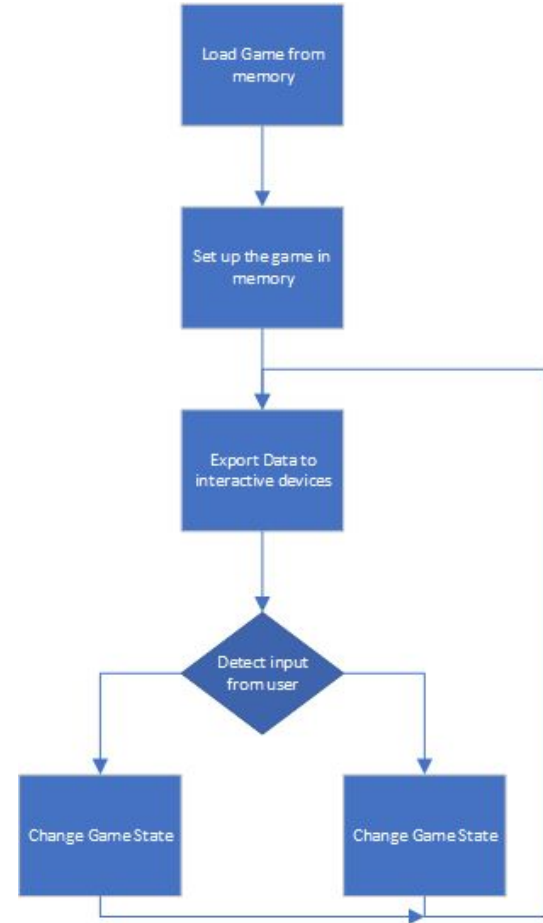 Load Game from
memory
Set up the game in
memory
Export Data to
interactive devices
Detect input
from user
Change Game State
Change Game State